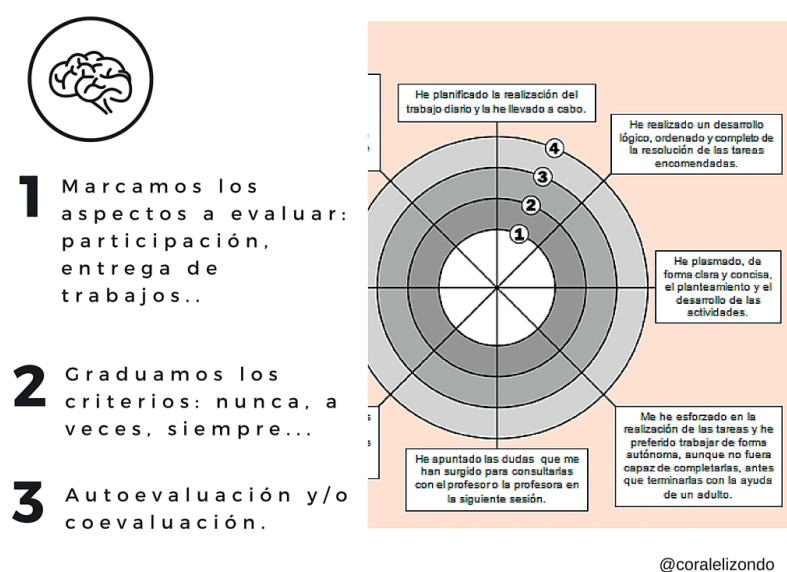 1
Marcamos los
aspectos a evaluar:
participación,
entrega de
trabajos..
2
Graduamos los
criterios: nunca, a
veces, siempre...
3
Autoevaluación y/o
coevaluación.
He planificado la realización del
trabajo diario y la he llevado a cabo.
He realizado un desarrollo
lógico, ordenado y completo de
la resolución de las tareas
encomendadas.
4
3
2
1
He plasmado, de
forma clara y concisa,
el planteamiento y el
desarrollo de las
actividades.
Me he esforzado en la
realización de las tareas y he
preferido trabajar de forma
autónoma, aunque no fuera
capaz de completarlas, antes
que terminarlas con la ayuda
de un adulto.
He apuntado las dudas que me
han surgido para consultarlas
con el profesor o la profesora en
la siguiente sesión.
@coralelizondo